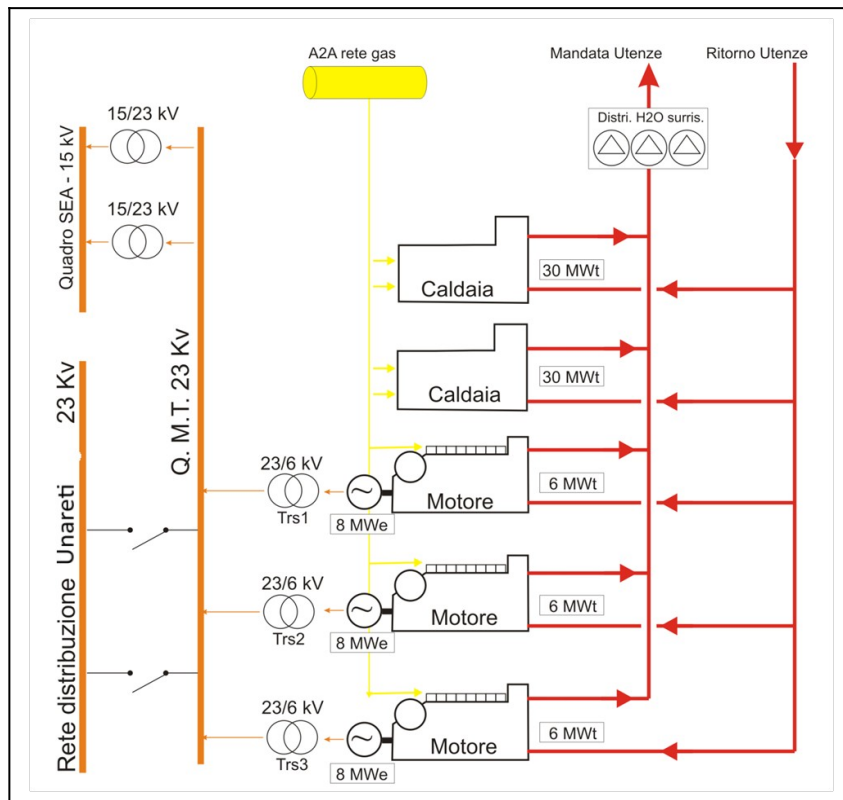 A2A rete gas
Mandata Utenze
Ritorno Utenze
Distri. H2O surris.
15/23 kV
15/23 kV
Quadro SEA - 15 kV
Q. M.T. 23 Kv
Rete distribuzione Unareti 23 Kv
Caldaia
30 MWt
Caldaia
30 MWt
23/6 kV
Trs1
~
8 MWe
Motore
6 MWt
23/6 kV
Trs2
~
8 MWe
Motore
6 MWt
23/6 kV
Trs3
~
8 MWe
Motore
6 MWt